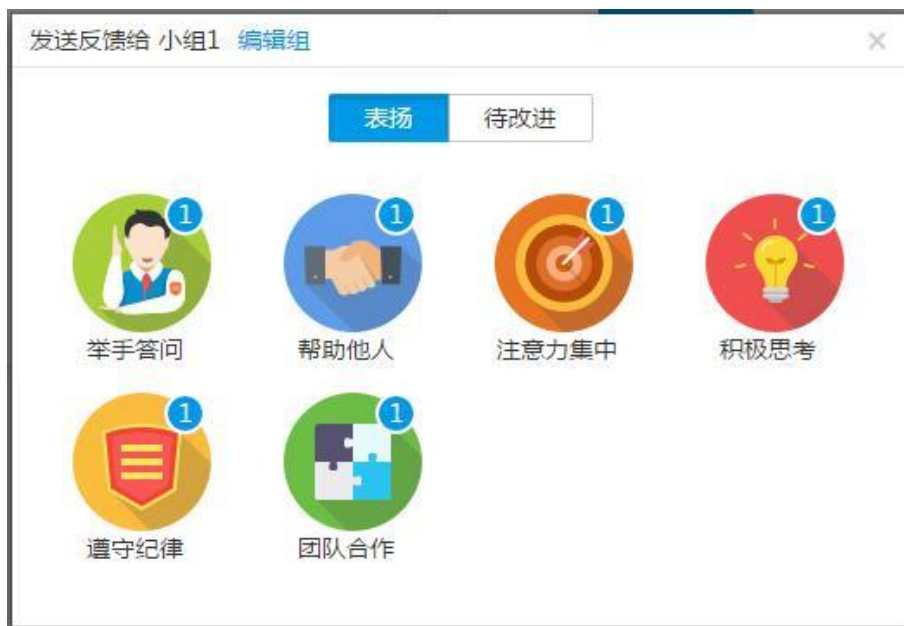 发送反馈给 小组1 编辑组 ×
表扬 待改进
1 1 1 1
举手答问 帮助他人 注意力集中 积极思考
1 1
遵守纪律 团队合作